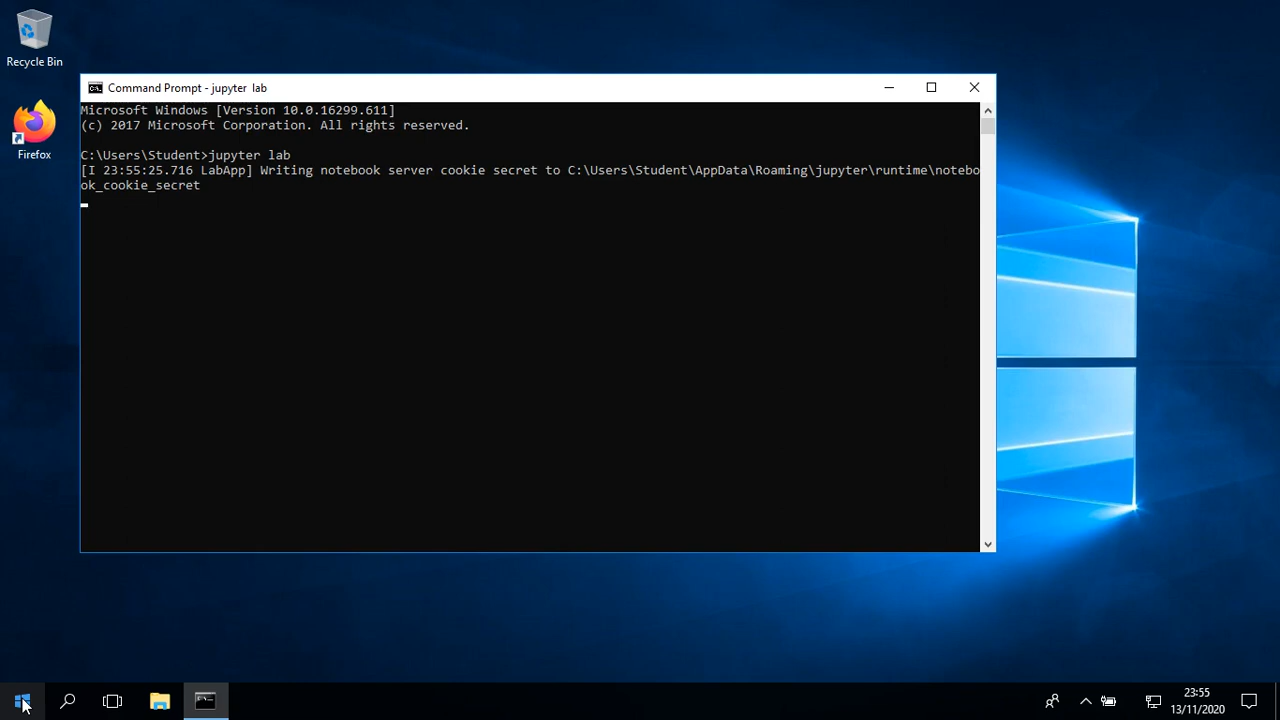 Recycle Bin
Firefox
Command Prompt - jupyter  lab
Microsoft Windows [Version 10.0.16299.611]
(c) 2017 Microsoft Corporation. All rights reserved.
C:\Users\Student>jupyter lab
[I 23:55:25.716 LabApp] Writing notebook server cookie secret to C:\Users\Student\AppData\Roaming\jupyter\runtime\notebo
ok_cookie_secret
23:55
13/11/2020